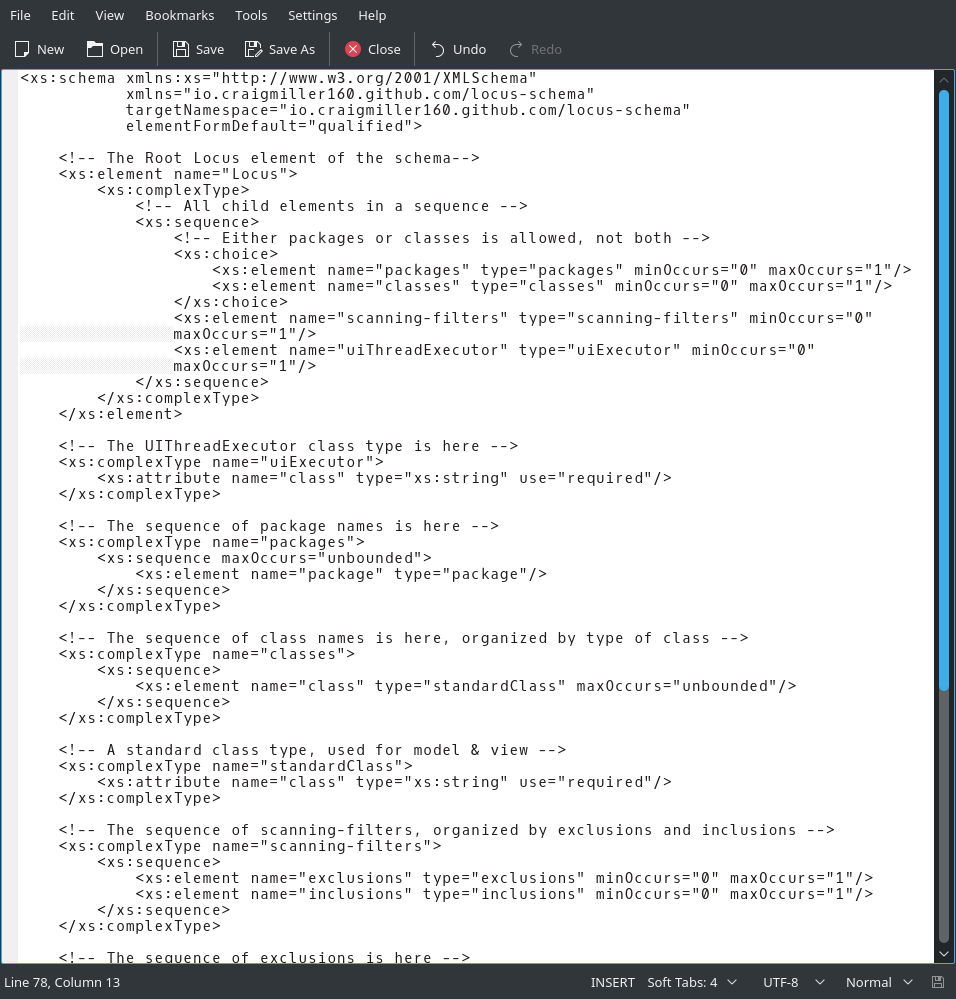 File Edit View Bookmarks Tools Settings Help
New Open Save Save As Close Undo Redo
<xs:schema xmlns:xs="http://www.w3.org/2001/XMLSchema"
           xmlns="io.craigmiller160.github.com/locus-schema"
           targetNamespace="io.craigmiller160.github.com/locus-schema"
           elementFormDefault="qualified">

    <!-- The Root Locus element of the schema-->
    <xs:element name="Locus">
        <xs:complexType>
            <!-- All child elements in a sequence -->
            <xs:sequence>
                <!-- Either packages or classes is allowed, not both -->
                <xs:choice>
                    <xs:element name="packages" type="packages" minOccurs="0" maxOccurs="1"/>
                    <xs:element name="classes" type="classes" minOccurs="0" maxOccurs="1"/>
                </xs:choice>
                <xs:element name="scanning-filters" type="scanning-filters" minOccurs="0"
                maxOccurs="1"/>
                <xs:element name="uiThreadExecutor" type="uiExecutor" minOccurs="0"
                maxOccurs="1"/>
            </xs:sequence>
        </xs:complexType>
    </xs:element>

    <!-- The UIThreadExecutor class type is here -->
    <xs:complexType name="uiExecutor">
        <xs:attribute name="class" type="xs:string" use="required"/>
    </xs:complexType>

    <!-- The sequence of package names is here -->
    <xs:complexType name="packages">
        <xs:sequence maxOccurs="unbounded">
            <xs:element name="package" type="package"/>
        </xs:sequence>
    </xs:complexType>

    <!-- The sequence of class names is here, organized by type of class -->
    <xs:complexType name="classes">
        <xs:sequence>
            <xs:element name="class" type="standardClass" maxOccurs="unbounded"/>
        </xs:sequence>
    </xs:complexType>

    <!-- A standard class type, used for model & view -->
    <xs:complexType name="standardClass">
        <xs:attribute name="class" type="xs:string" use="required"/>
    </xs:complexType>

    <!-- The sequence of scanning-filters, organized by exclusions and inclusions -->
    <xs:complexType name="scanning-filters">
        <xs:sequence>
            <xs:element name="exclusions" type="exclusions" minOccurs="0" maxOccurs="1"/>
            <xs:element name="inclusions" type="inclusions" minOccurs="0" maxOccurs="1"/>
        </xs:sequence>
    </xs:complexType>

    <!-- The sequence of exclusions is here -->
Line 78, Column 13 INSERT Soft Tabs: 4 UTF-8 Normal